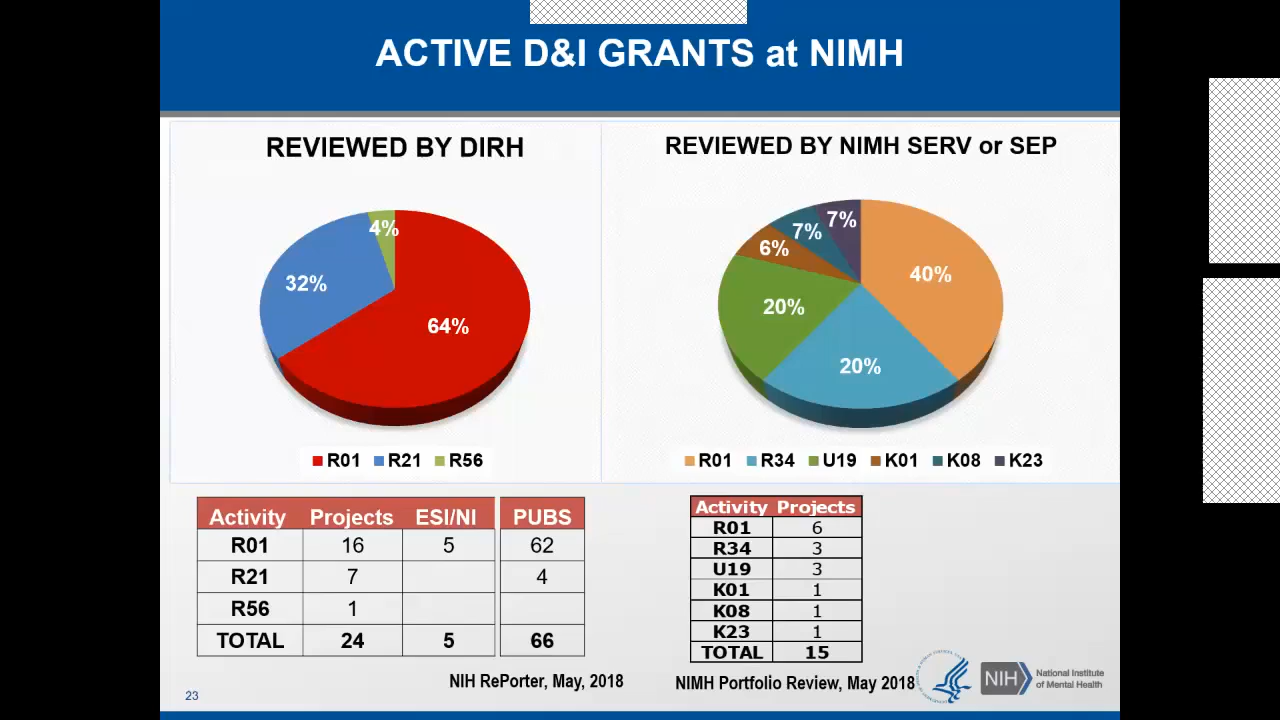 ACTIVE D&I GRANTS at NIMH
REVIEWED BY DIRH
4%
32%
64%
R01 R21 R56
REVIEWED BY NIMH SERV or SEP
7%
7%
6%
40%
20%
20%
R01 R34 U19 K01 K08 K23
Activity Projects ESI/NI PUBS
R01 16 5 62
R21 7 4
R56 1
TOTAL 24 5 66
NIH RePorter, May, 2018
Activity Projects
R01 6
R34 3
U19 3
K01 1
K08 1
K23 1
TOTAL 15
NIMH Portfolio Review, May 2018
NIH
National Institute
of Mental Health
23